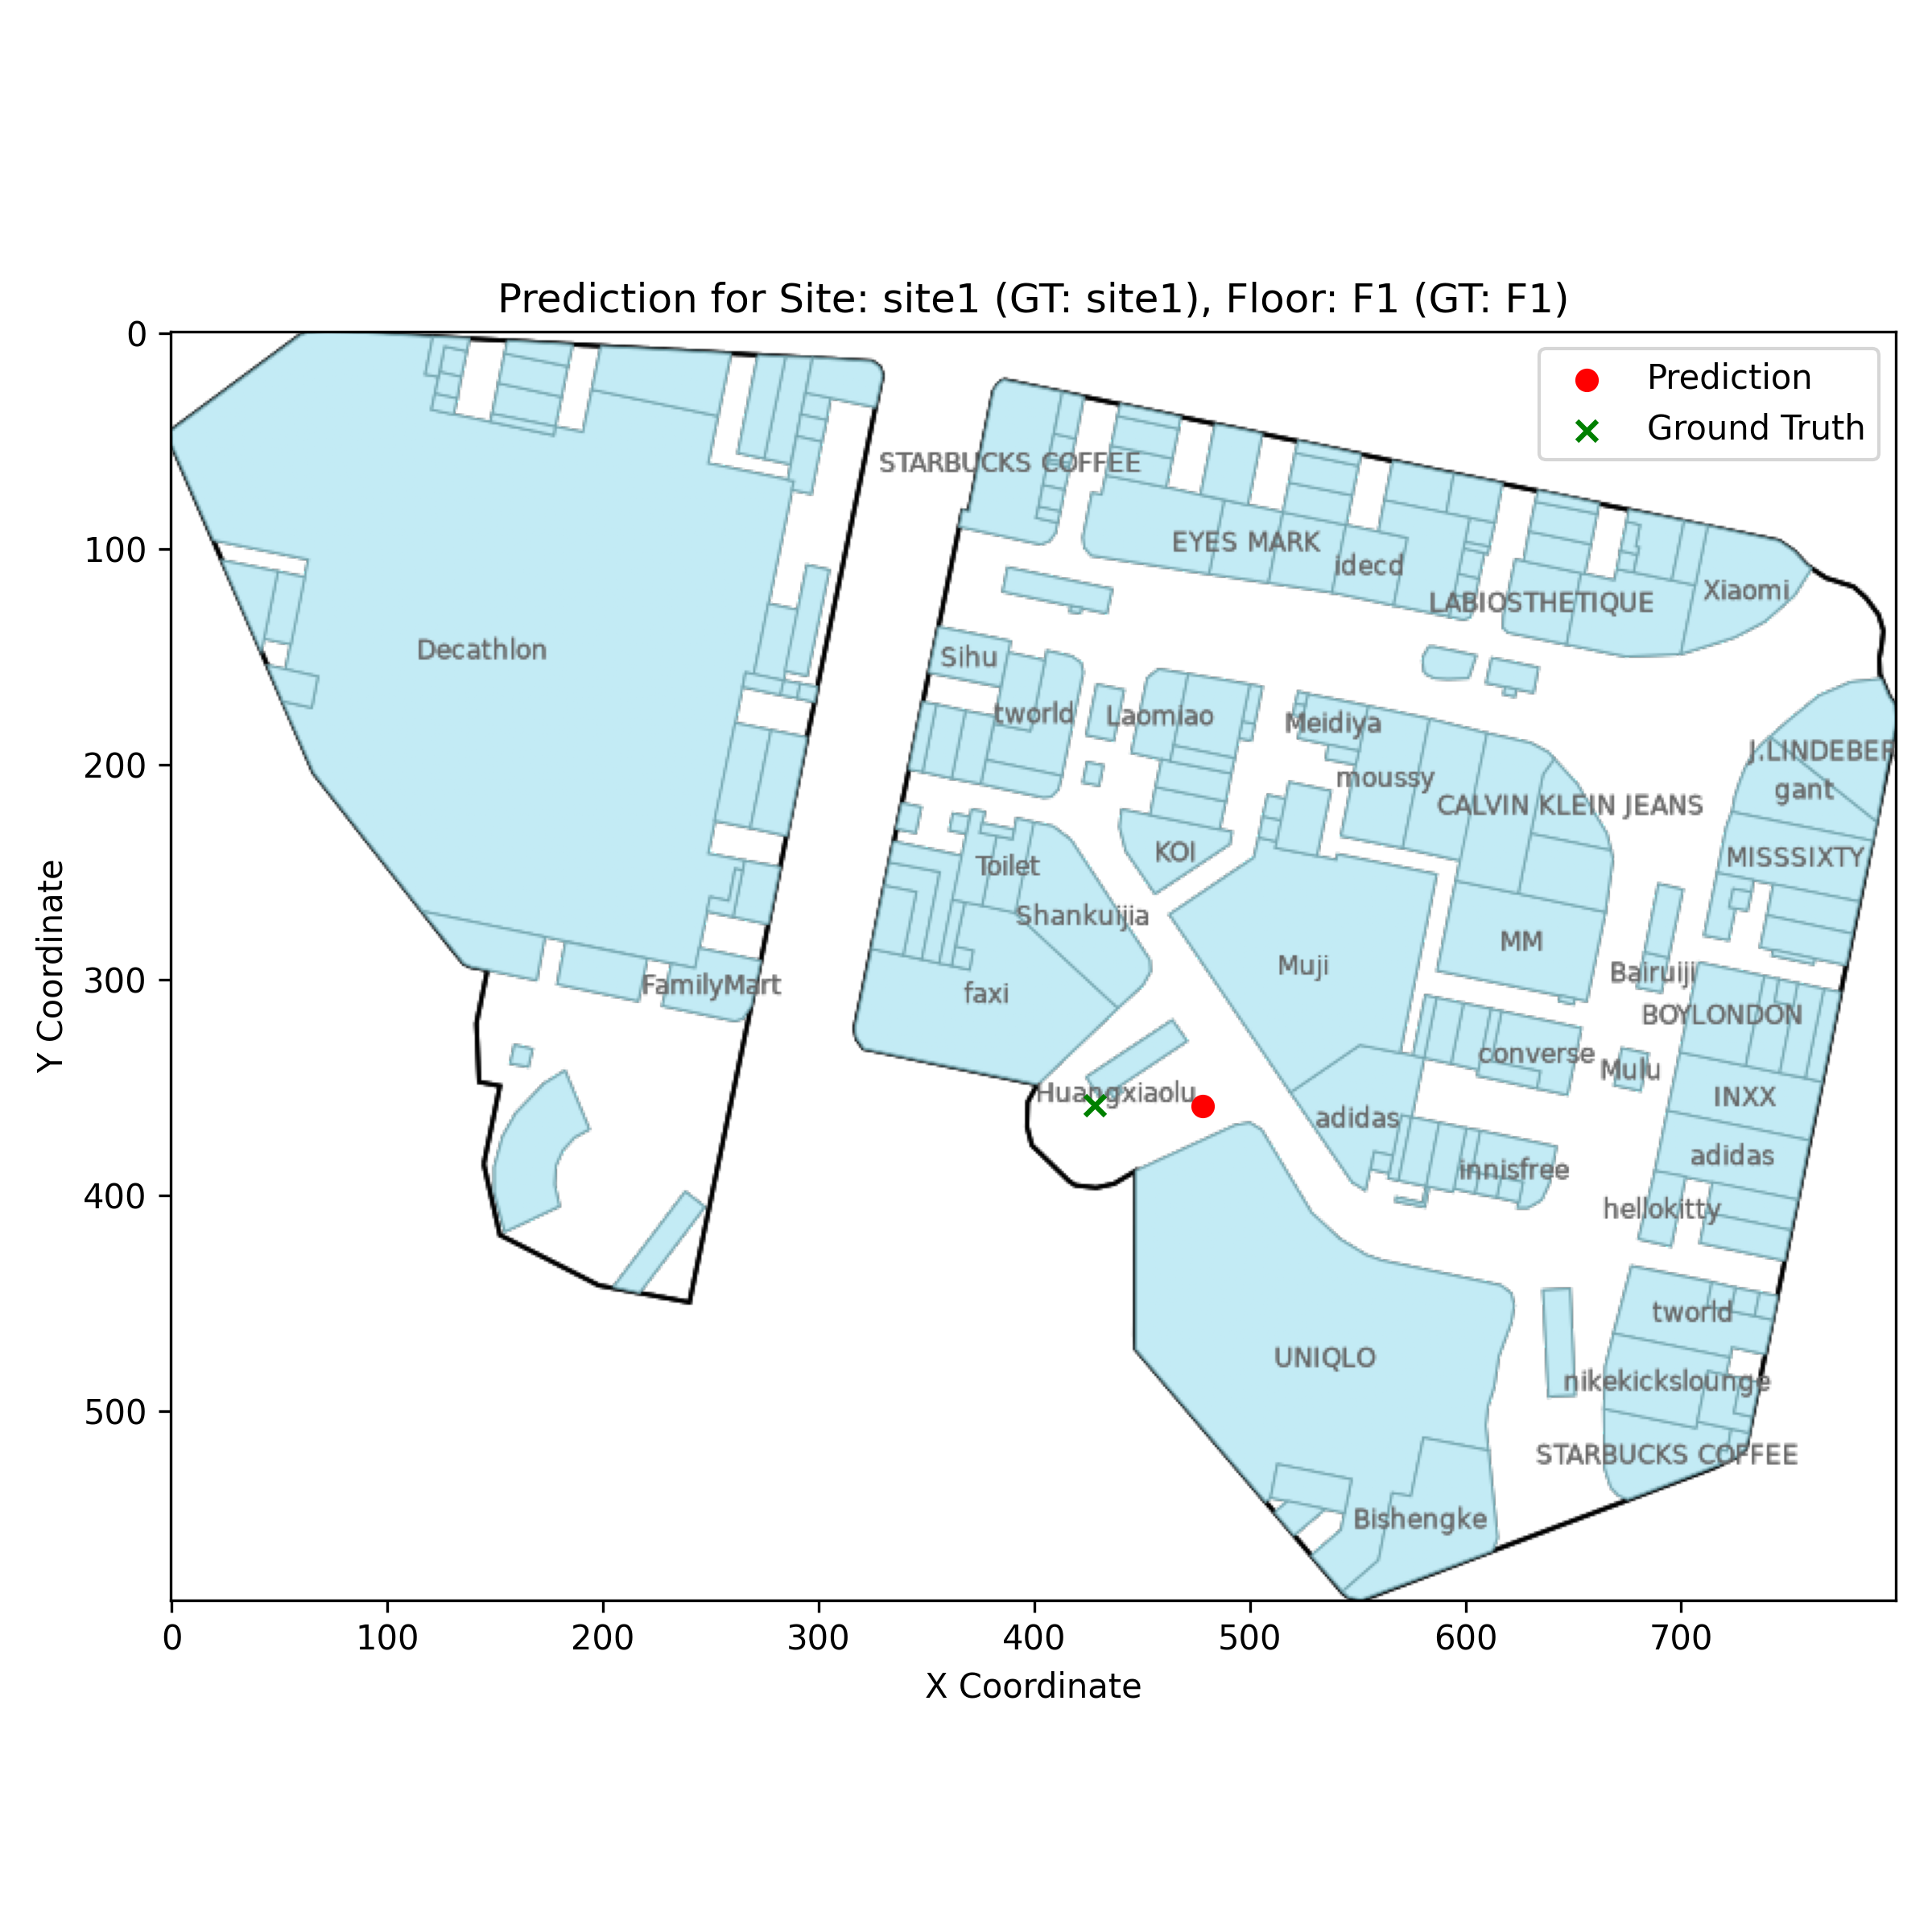 Prediction for Site: site1 (GT: site1), Floor: F1 (GT: F1)
Prediction
Ground Truth
STARBUCKS COFFEE
EYES MARK
idecd
LABIOSTHETIQUE
Xiaomi
Decathlon
Sihu
tworld
Laomiao
Meidiya
moussy
CALVIN KLEIN JEANS
J.LINDEBER
gant
MISSSIXTY
KOI
Toilet
Shankuijia
Muji
MM
Bairuiji
FamilyMart
faxi
BOYLONDON
converse
Mulu
Huangxiaolu
INXX
adidas
adidas
innisfree
hellokitty
tworld
UNIQLO
nikekickslounge
STARBUCKS COFFEE
Bishengke
0
100
200
300
400
500
Y Coordinate
0 100 200 300 400 500 600 700
X Coordinate